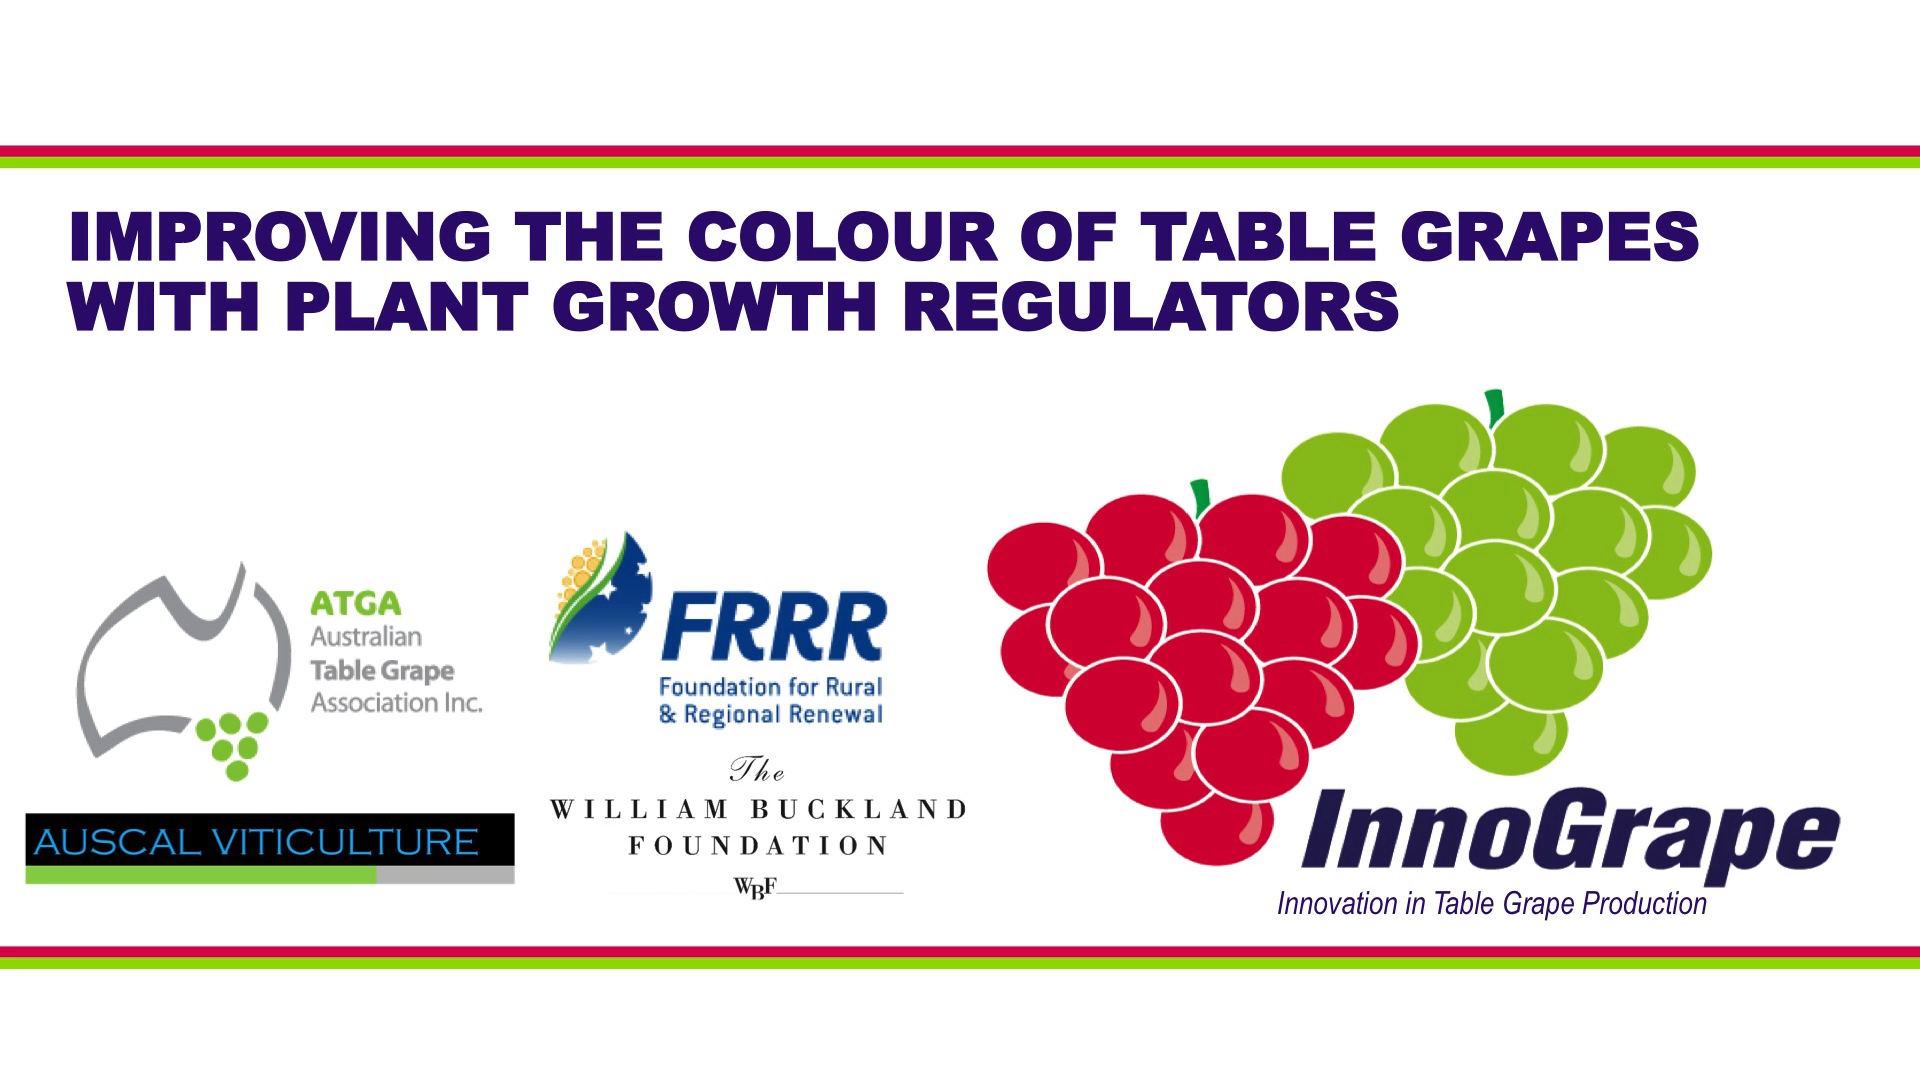 IMPROVING THE COLOUR OF TABLE GRAPES
WITH PLANT GROWTH REGULATORS
ATGA
Australian
Table Grape
Association Inc.
AUSCAL VITICULTURE
FRRR
Foundation for Rural
& Regional Renewal
The
WILLIAM BUCKLAND
FOUNDATION
WBF
InnoGrape
Innovation in Table Grape Production